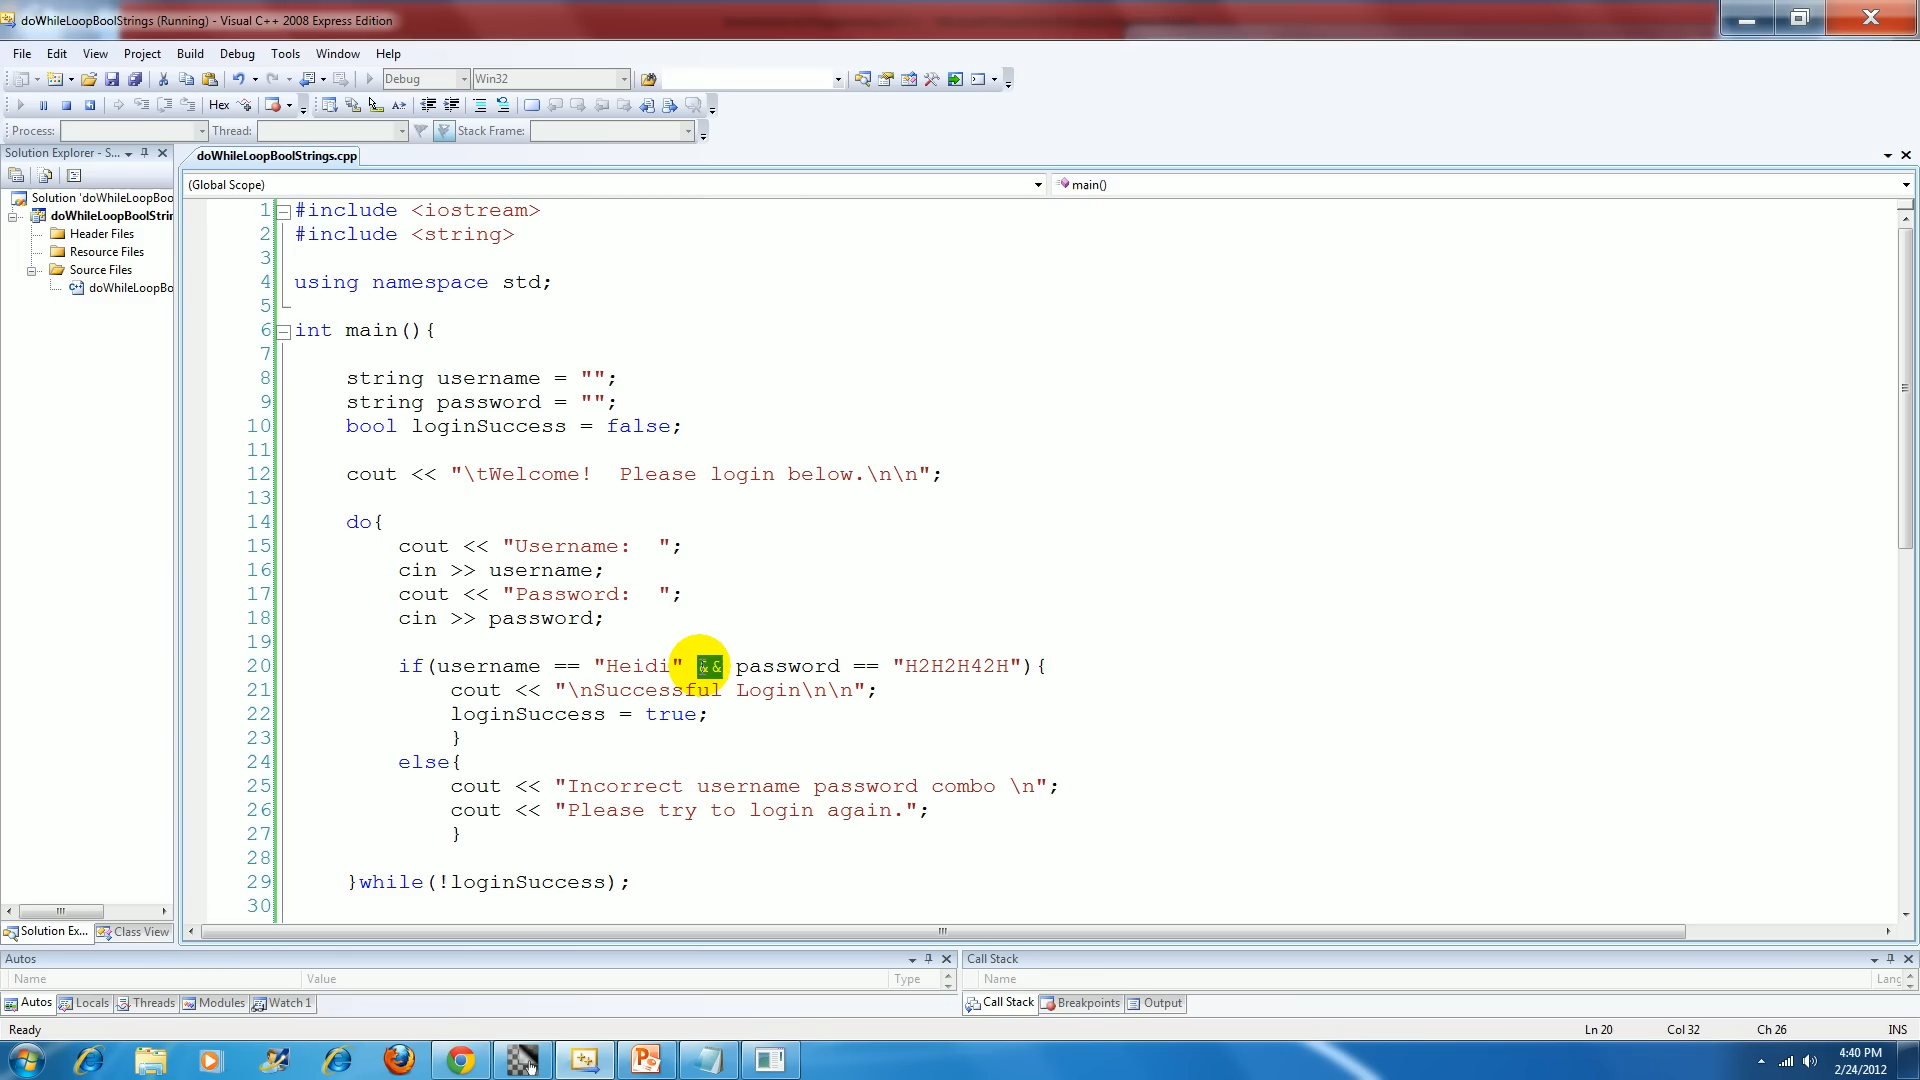 doWhileLoopBoolStrings (Running) - Visual C++ 2008 Express Edition
File Edit View Project Build Debug Tools Window Help
Debug Win32
Hex
Process: Thread: Stack Frame:
Solution Explorer - S...
doWhileLoopBoolStrings.cpp
(Global Scope) main()
Solution 'doWhileLoopBoo
doWhileLoopBoolStrin
Header Files
Resource Files
Source Files
doWhileLoopBo
1 #include <iostream>
2 #include <string>
3
4 using namespace std;
5
6 int main(){
7
8 string username = "";
9 string password = "";
10 bool loginSuccess = false;
11
12 cout << "\tWelcome!  Please login below.\n\n";
13
14 do{
15 cout << "Username:  ";
16 cin >> username;
17 cout << "Password:  ";
18 cin >> password;
19
20 if(username == "Heidi" && password == "H2H2H42H"){
21 cout << "\nSuccessful Login\n\n";
22 loginSuccess = true;
23 }
24 else{
25 cout << "Incorrect username password combo \n";
26 cout << "Please try to login again.";
27 }
28
29 }while(!loginSuccess);
30
Solution Ex... Class View
Autos
Name Value Type
Autos Locals Threads Modules Watch 1
Call Stack
Name Lang
Call Stack Breakpoints Output
Ready Ln 20 Col 32 Ch 26 INS
4:40 PM
2/24/2012